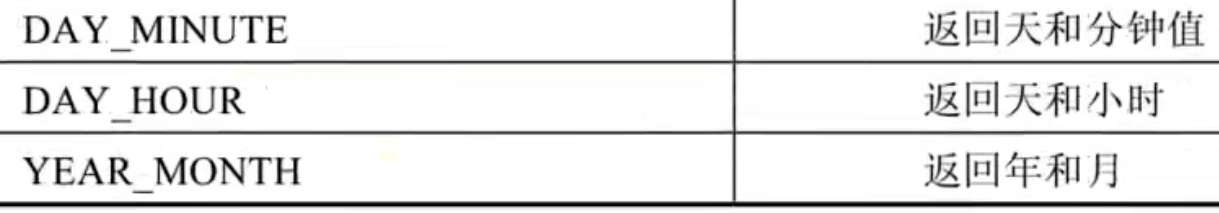 DAY_MINUTE 返回天和分钟值
DAY_HOUR 返回天和小时
YEAR_MONTH 返回年和月